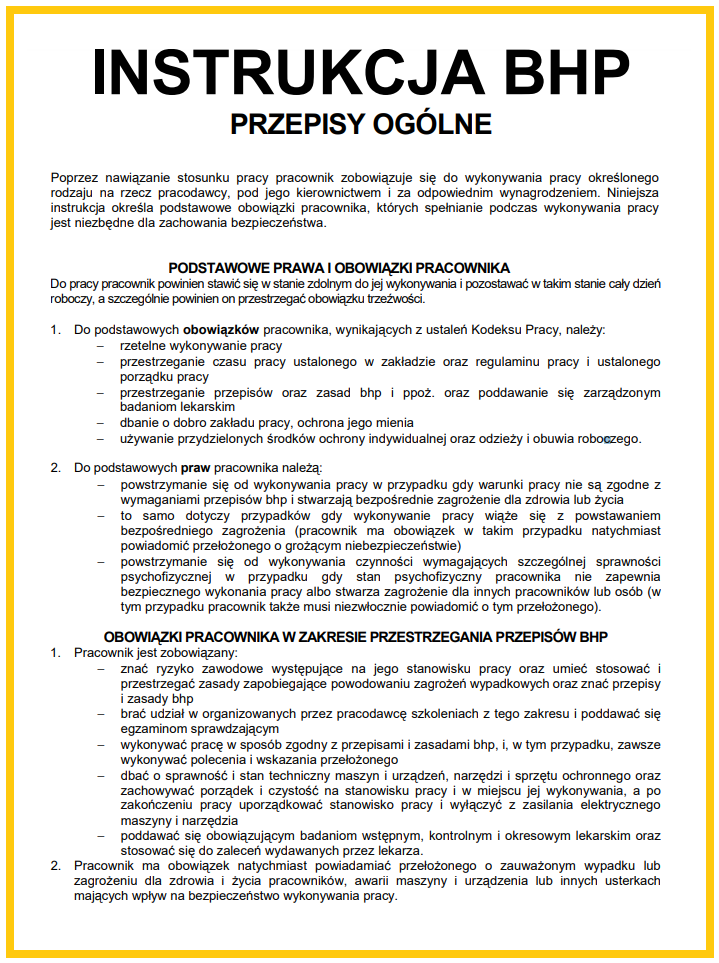 INSTRUKCJA BHP
PRZEPISY OGÓLNE
Poprzez nawiązanie stosunku pracy pracownik zobowiązuje się do wykonywania pracy określonego
rodzaju na rzecz pracodawcy, pod jego kierownictwem i za odpowiednim wynagrodzeniem. Niniejsza
instrukcja określa podstawowe obowiązki pracownika, których spełnianie podczas wykonywania pracy
jest niezbędne dla zachowania bezpieczeństwa.
PODSTAWOWE PRAWA I OBOWIĄZKI PRACOWNIKA
Do pracy pracownik powinien stawić się w stanie zdolnym do jej wykonywania i pozostawać w takim stanie cały dzień
roboczy, a szczególnie powinien on przestrzegać obowiązku trzeźwości.
1. Do podstawowych obowiązków pracownika, wynikających z ustaleń Kodeksu Pracy, należy:
– rzetelne wykonywanie pracy
– przestrzeganie czasu pracy ustalonego w zakładzie oraz regulaminu pracy i ustalonego
porządku pracy
– przestrzeganie przepisów oraz zasad bhp i ppoż. oraz poddawanie się zarządzonym
badaniom lekarskim
– dbanie o dobro zakładu pracy, ochrona jego mienia
– używanie przydzielonych środków ochrony indywidualnej oraz odzieży i obuwia roboczego.
2. Do podstawowych praw pracownika należą:
– powstrzymanie się od wykonywania pracy w przypadku gdy warunki pracy nie są zgodne z
wymaganiami przepisów bhp i stwarzają bezpośrednie zagrożenie dla zdrowia lub życia
– to samo dotyczy przypadków gdy wykonywanie pracy wiąże się z powstawaniem
bezpośredniego zagrożenia (pracownik ma obowiązek w takim przypadku natychmiast
powiadomić przełożonego o grożącym niebezpieczeństwie)
– powstrzymanie się od wykonywania czynności wymagających szczególnej sprawności
psychofizycznej w przypadku gdy stan psychofizyczny pracownika nie zapewnia
bezpiecznego wykonania pracy albo stwarza zagrożenie dla innych pracowników lub osób (w
tym przypadku pracownik także musi niezwłocznie powiadomić o tym przełożonego).
OBOWIĄZKI PRACOWNIKA W ZAKRESIE PRZESTRZEGANIA PRZEPISÓW BHP
1. Pracownik jest zobowiązany:
– znać ryzyko zawodowe występujące na jego stanowisku pracy oraz umieć stosować i
przestrzegać zasady zapobiegające powodowaniu zagrożeń wypadkowych oraz znać przepisy
i zasady bhp
– brać udział w organizowanych przez pracodawcę szkoleniach z tego zakresu i poddawać się
egzaminom sprawdzającym
– wykonywać pracę w sposób zgodny z przepisami i zasadami bhp, i, w tym przypadku, zawsze
wykonywać polecenia i wskazania przełożonego
– dbać o sprawność i stan techniczny maszyn i urządzeń, narzędzi i sprzętu ochronnego oraz
zachowywać porządek i czystość na stanowisku pracy i w miejscu jej wykonywania, a po
zakończeniu pracy uporządkować stanowisko pracy i wyłączyć z zasilania elektrycznego
maszyny i narzędzia
– poddawać się obowiązującym badaniom wstępnym, kontrolnym i okresowym lekarskim oraz
stosować się do zaleceń wydawanych przez lekarza.
2. Pracownik ma obowiązek natychmiast powiadamiać przełożonego o zauważonym wypadku lub
zagrożeniu dla zdrowia i życia pracowników, awarii maszyny i urządzenia lub innych usterkach
mających wpływ na bezpieczeństwo wykonywania pracy.